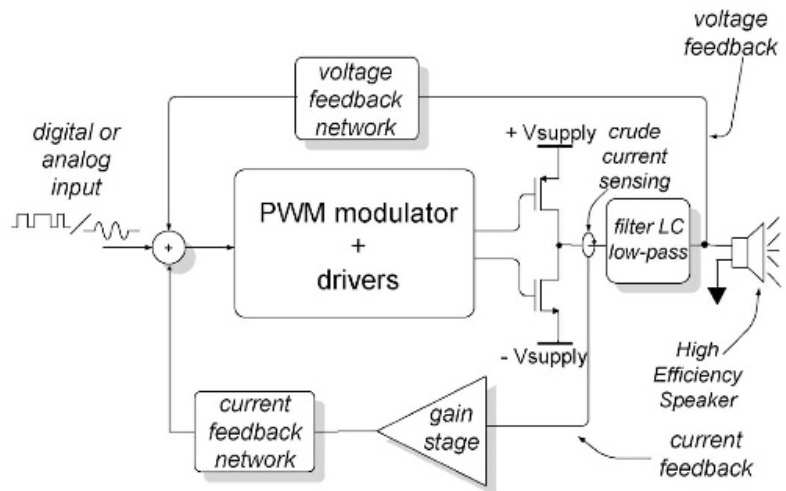 voltage
feedback
voltage
feedback
network
+ Vsupply
crude
current
sensing
digital or
analog
input
PWM modulator
+
drivers
+
filter LC
low-pass
- Vsupply
High
Efficiency
Speaker
gain
stage
current
feedback
network
current
feedback